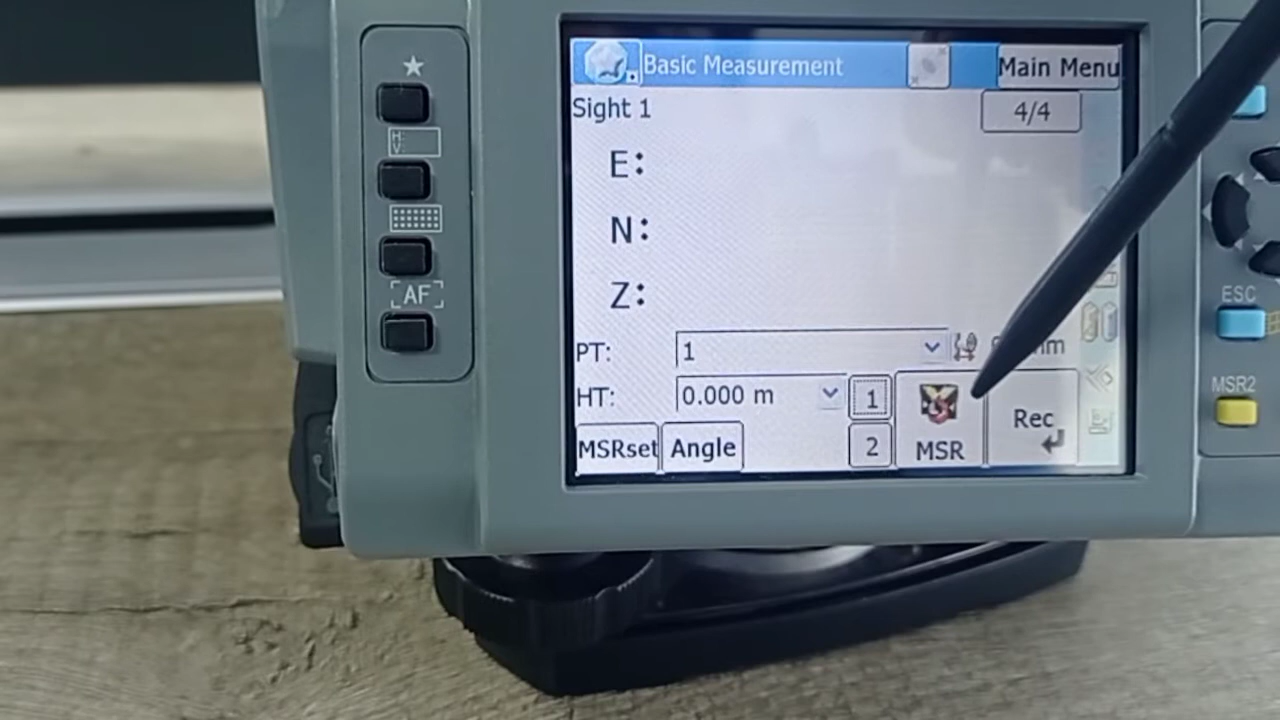 Basic Measurement
Main Menu
Sight 1
4/4
E:
N:
Z:
PT: 1
HT: 0.000 m
1
2
MSR
Rec
MSRset
Angle
H:
V:
AF
ESC
MSR2